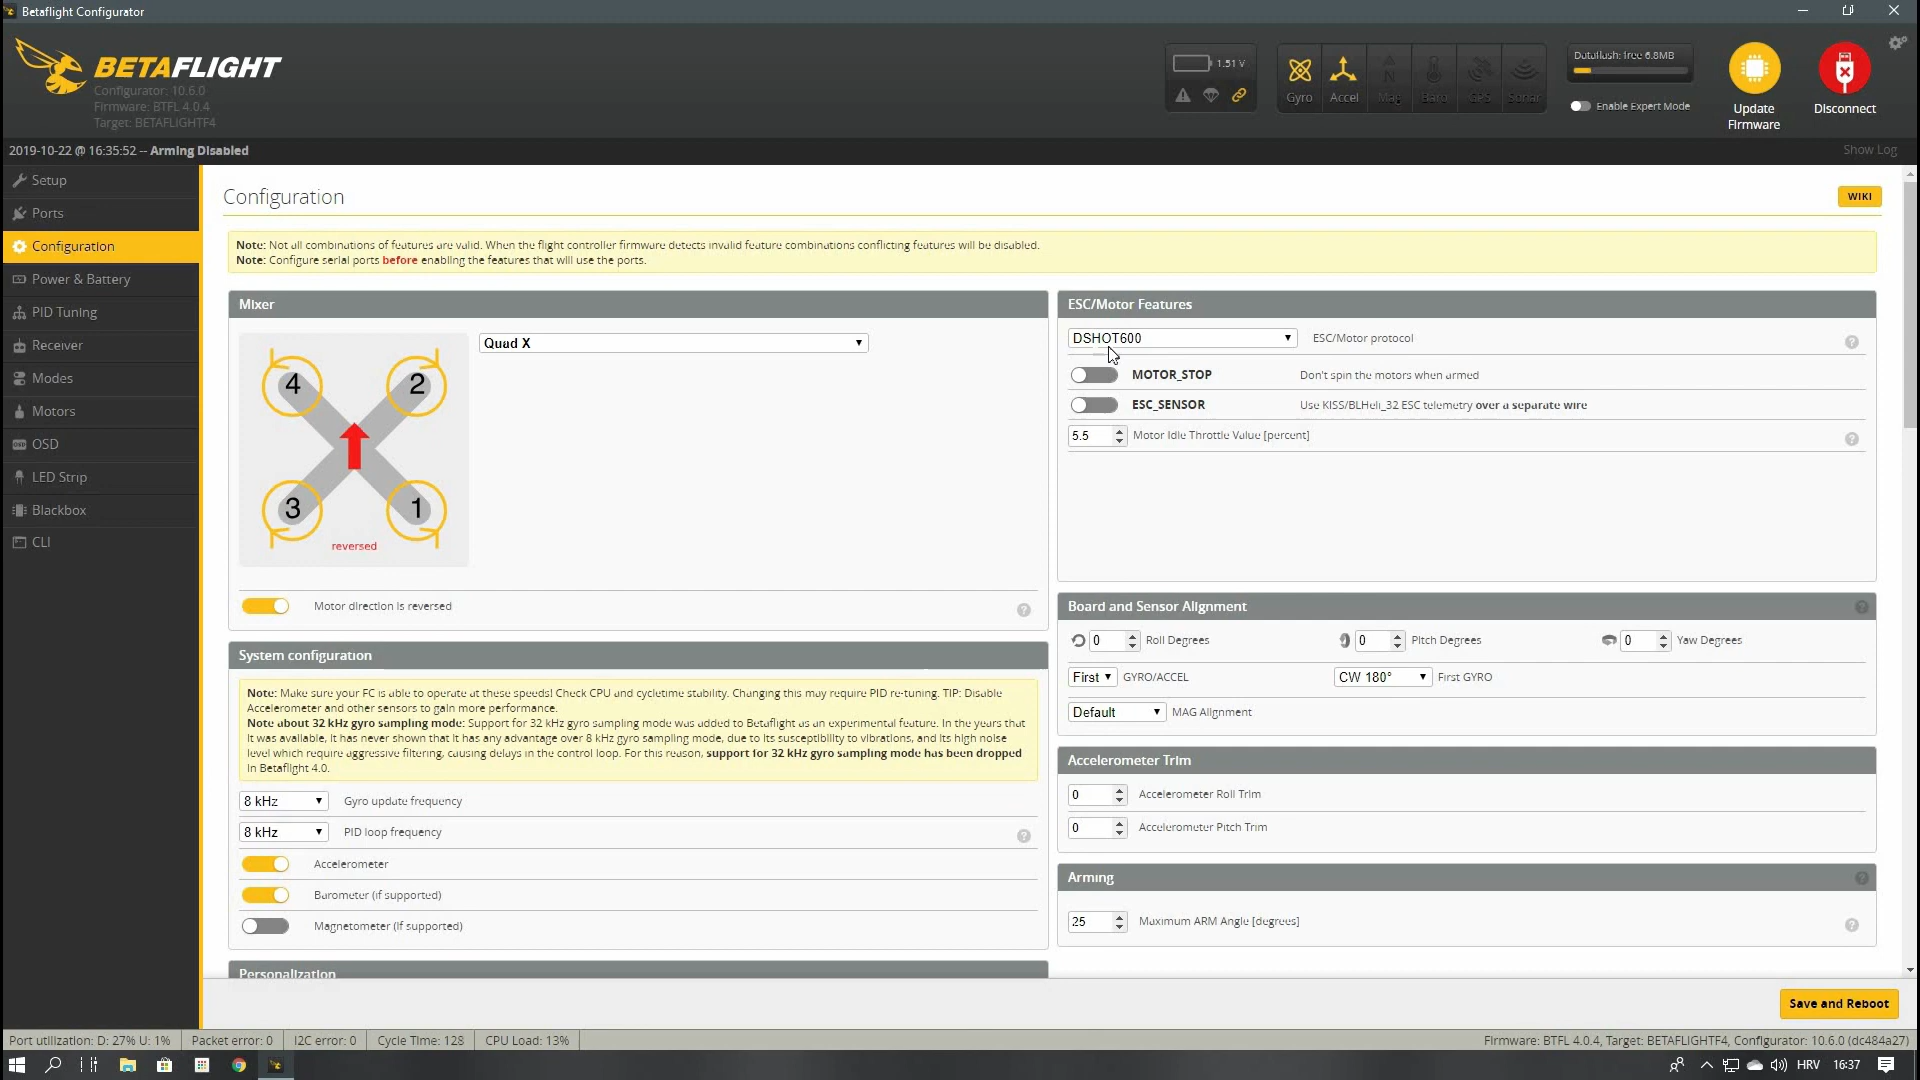 Betaflight Configurator
BETAFLIGHT
Configurator: 10.6.0
Firmware: BTFL 4.0.4
Target: BETAFLIGHTF4
1.51 V
Gyro
Accel
Mag
Baro
GPS
Sonar
Dataflash: free 6.8MB
Enable Expert Mode
Update
Firmware
Disconnect
2019-10-22 @ 16:35:52 -- Arming Disabled
Show Log
Setup
Ports
Configuration
Power & Battery
PID Tuning
Receiver
Modes
Motors
OSD
LED Strip
Blackbox
CLI
Configuration
WIKI
Note: Not all combinations of features are valid. When the flight controller firmware detects invalid feature combinations conflicting features will be disabled.
Note: Configure serial ports before enabling the features that will use the ports.
Mixer
4
2
3
1
reversed
Quad X
Motor direction is reversed
System configuration
Note: Make sure your FC is able to operate at these speeds! Check CPU and cycletime stability. Changing this may require PID re-tuning. TIP: Disable
Accelerometer and other sensors to gain more performance.
Note about 32 kHz gyro sampling mode: Support for 32 kHz gyro sampling mode was added to Betaflight as an experimental feature. In the years that
it was available, it has never shown that it has any advantage over 8 kHz gyro sampling mode, due to its susceptibility to vibrations, and its high noise
level which require aggressive filtering, causing delays in the control loop. For this reason, support for 32 kHz gyro sampling mode has been dropped
in Betaflight 4.0.
8 kHz Gyro update frequency
8 kHz PID loop frequency
Accelerometer
Barometer (if supported)
Magnetometer (if supported)
Personalization
ESC/Motor Features
DSHOT600 ESC/Motor protocol
MOTOR_STOP Don't spin the motors when armed
ESC_SENSOR Use KISS/BLHeli_32 ESC telemetry over a separate wire
5.5 Motor Idle Throttle Value [percent]
Board and Sensor Alignment
0 Roll Degrees 0 Pitch Degrees 0 Yaw Degrees
First GYRO/ACCEL CW 180° First GYRO
Default MAG Alignment
Accelerometer Trim
0 Accelerometer Roll Trim
0 Accelerometer Pitch Trim
Arming
25 Maximum ARM Angle [degrees]
Save and Reboot
Port utilization: D: 27% U: 1% Packet error: 0 I2C error: 0 Cycle Time: 128 CPU Load: 13%
Firmware: BTFL 4.0.4, Target: BETAFLIGHTF4, Configurator: 10.6.0 (dc484a27)
HRV 16:37